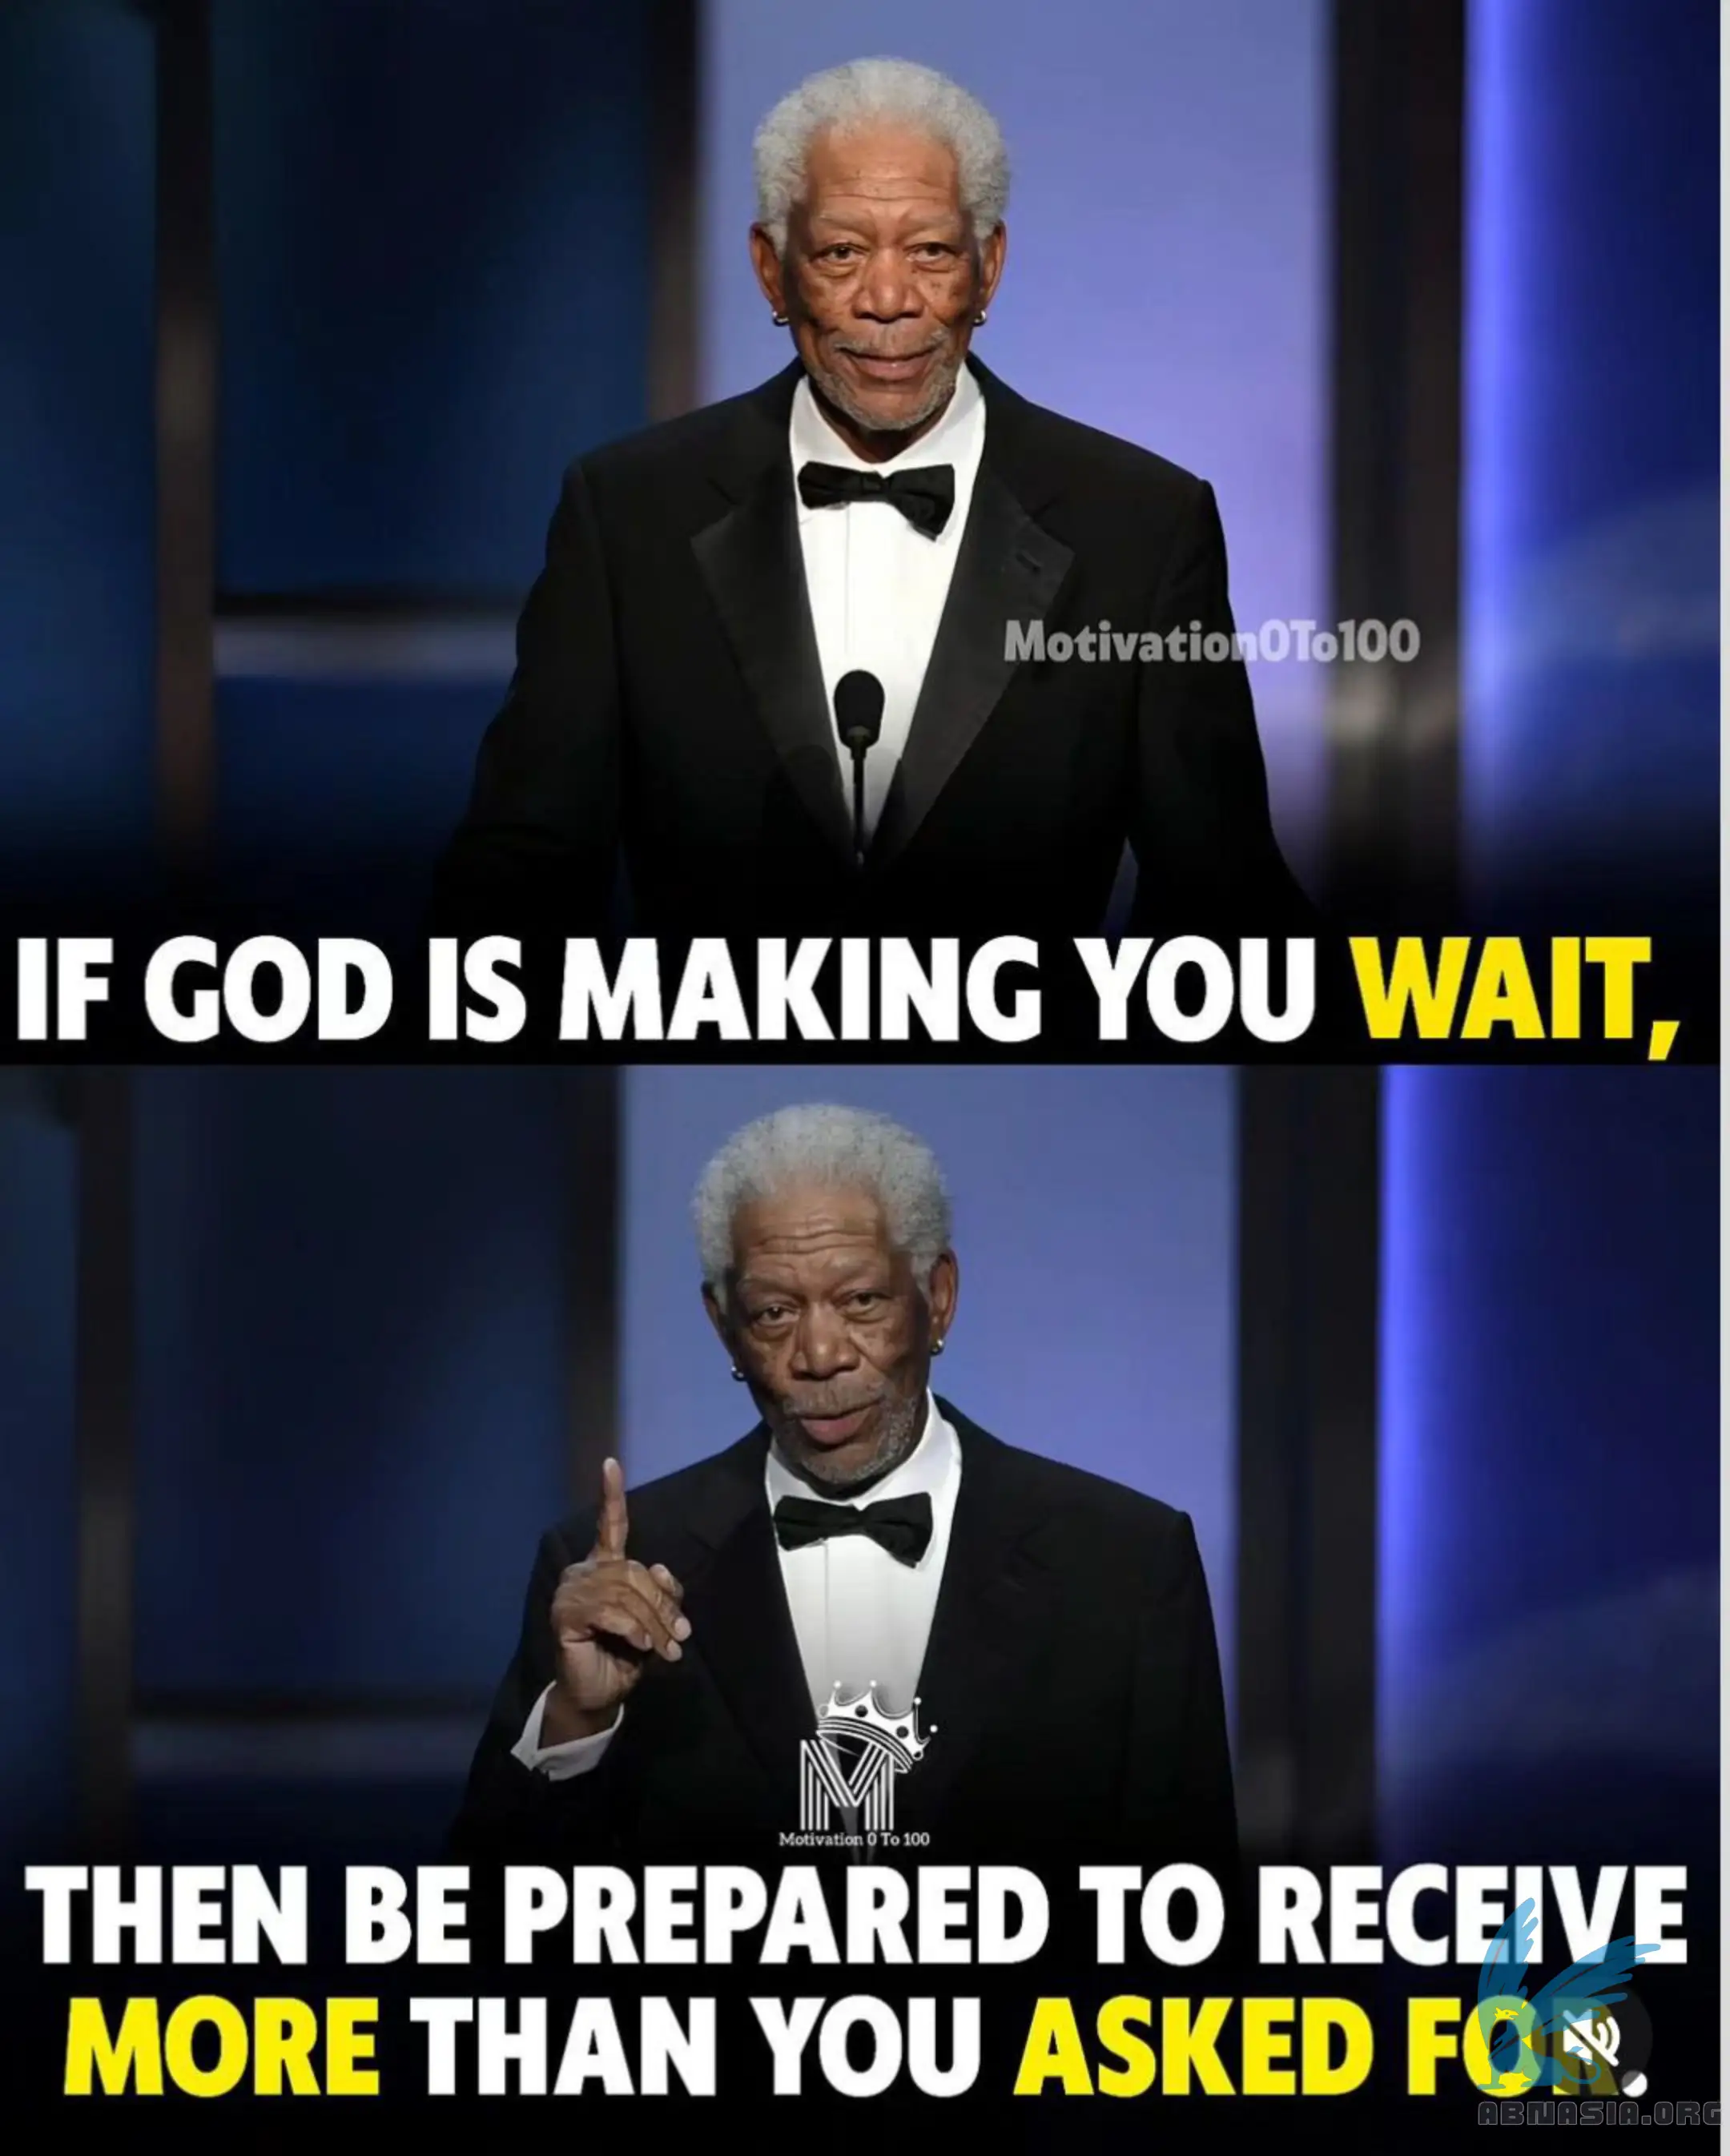 Motivation0To100
IF GOD IS MAKING YOU WAIT,
Motivation 0 To 100
THEN BE PREPARED TO RECEIVE
MORE THAN YOU ASKED FOR.
ABNASIA.ORG